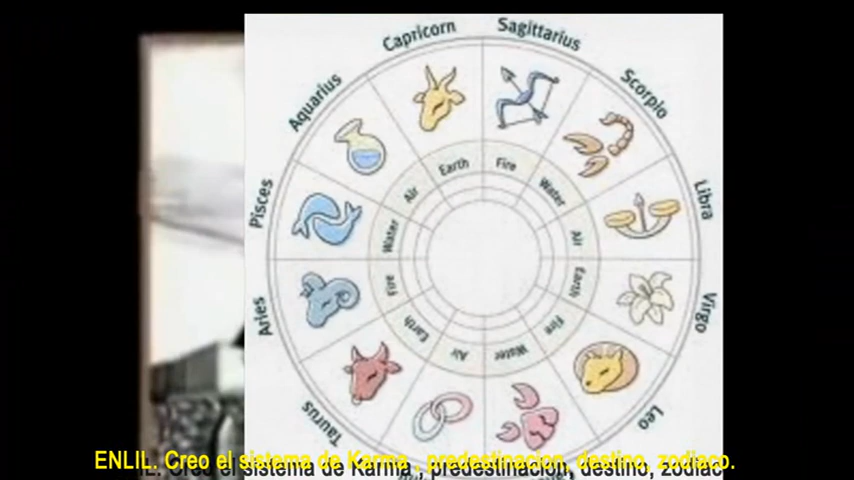 Capricorn
Sagittarius
Aquarius
Scorpio
Pisces
Libra
Aries
Virgo
Taurus
Leo
Earth
Fire
Air
Water
Water
Air
Fire
Earth
Earth
Fire
Air
Water
ENLIL. Creo el sistema de Karma , predestinacion, destino, zodiaco.